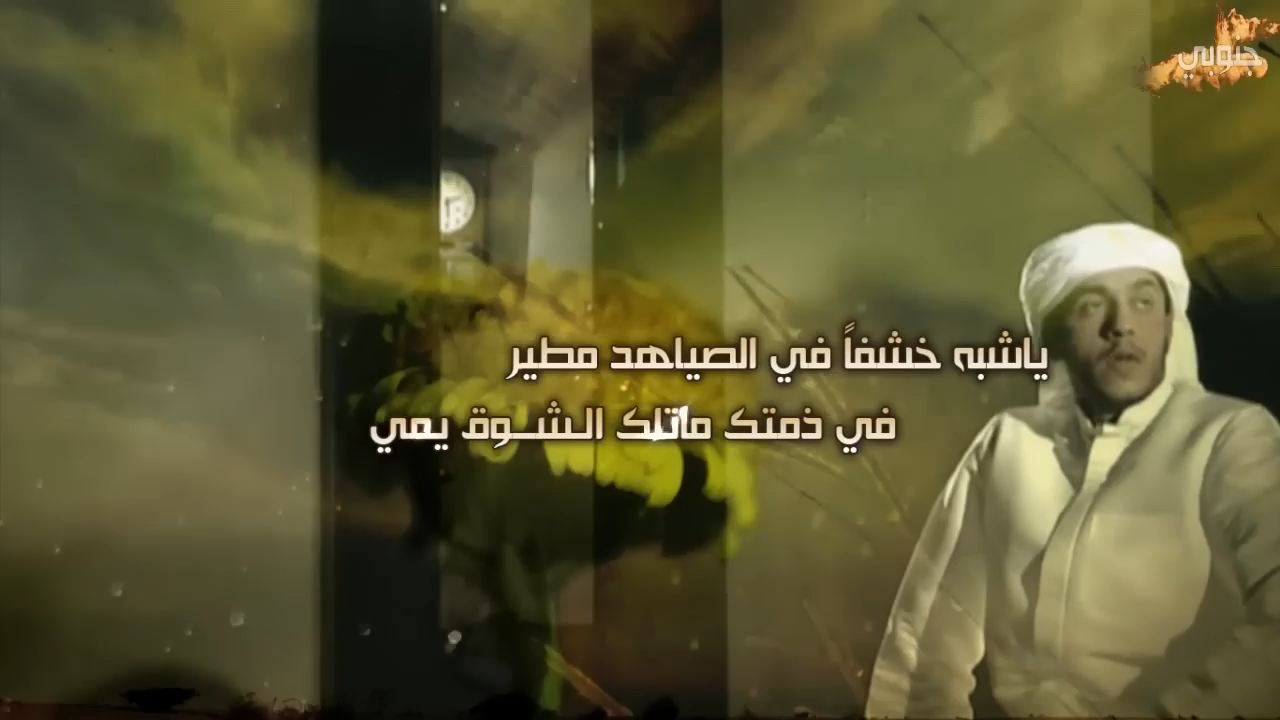 جنوبي
ياشبه خشفاً في الصياهد مطير
في ذمتك ماتلك الشـوق يمي